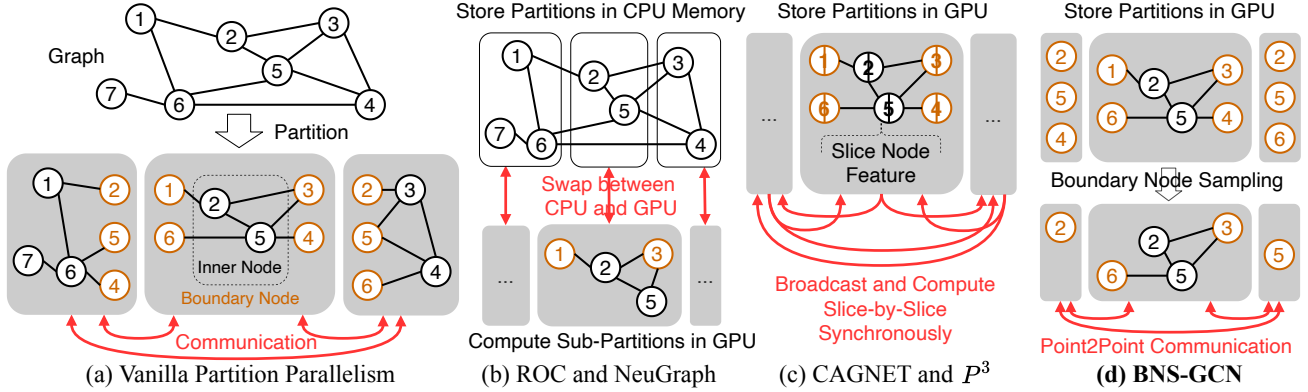 Graph
1
2
3
5
7
6
4
Partition
1
2
5
7
6
4
1
3
2
6
5
4
Inner Node
Boundary Node
2
3
5
4
6
Communication
(a) Vanilla Partition Parallelism
Store Partitions in CPU Memory
1
2
3
5
7
6
4
Swap between
CPU and GPU
...
1
3
2
5
...
Compute Sub-Partitions in GPU
(b) ROC and NeuGraph
Store Partitions in GPU
...
1
2
3
6
5
4
...
Slice Node
Feature
Broadcast and Compute
Slice-by-Slice
Synchronously
(c) CAGNET and P³
Store Partitions in GPU
2
5
4
1
3
2
6
5
4
2
5
6
Boundary Node Sampling
2
2
3
6
5
5
Point2Point Communication
(d) BNS-GCN